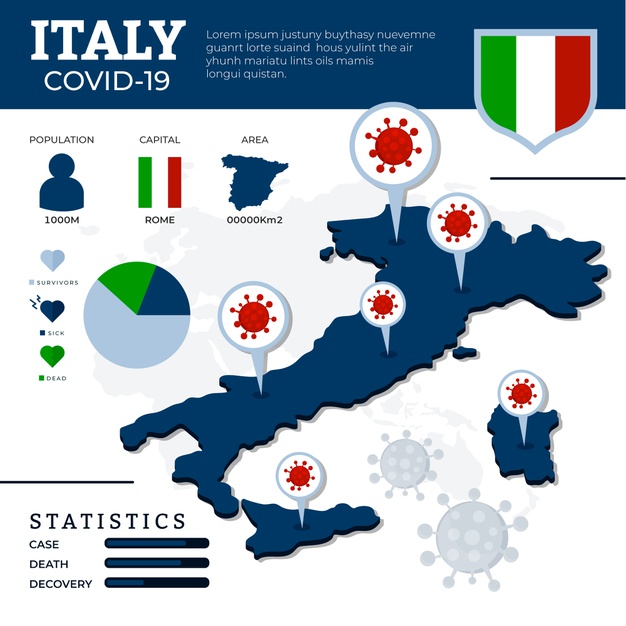 ITALY
COVID-19
Lorem ipsum justuny buythasy nuevemne
guanrt lorte suaind hous yulint the air
yhunh mariatu lints oils mamis
longui quistan.
POPULATION
CAPITAL
AREA
1000M
ROME
00000Km2
SURVIVORS
SICK
DEAD
STATISTICS
CASE
DEATH
DECOVERY